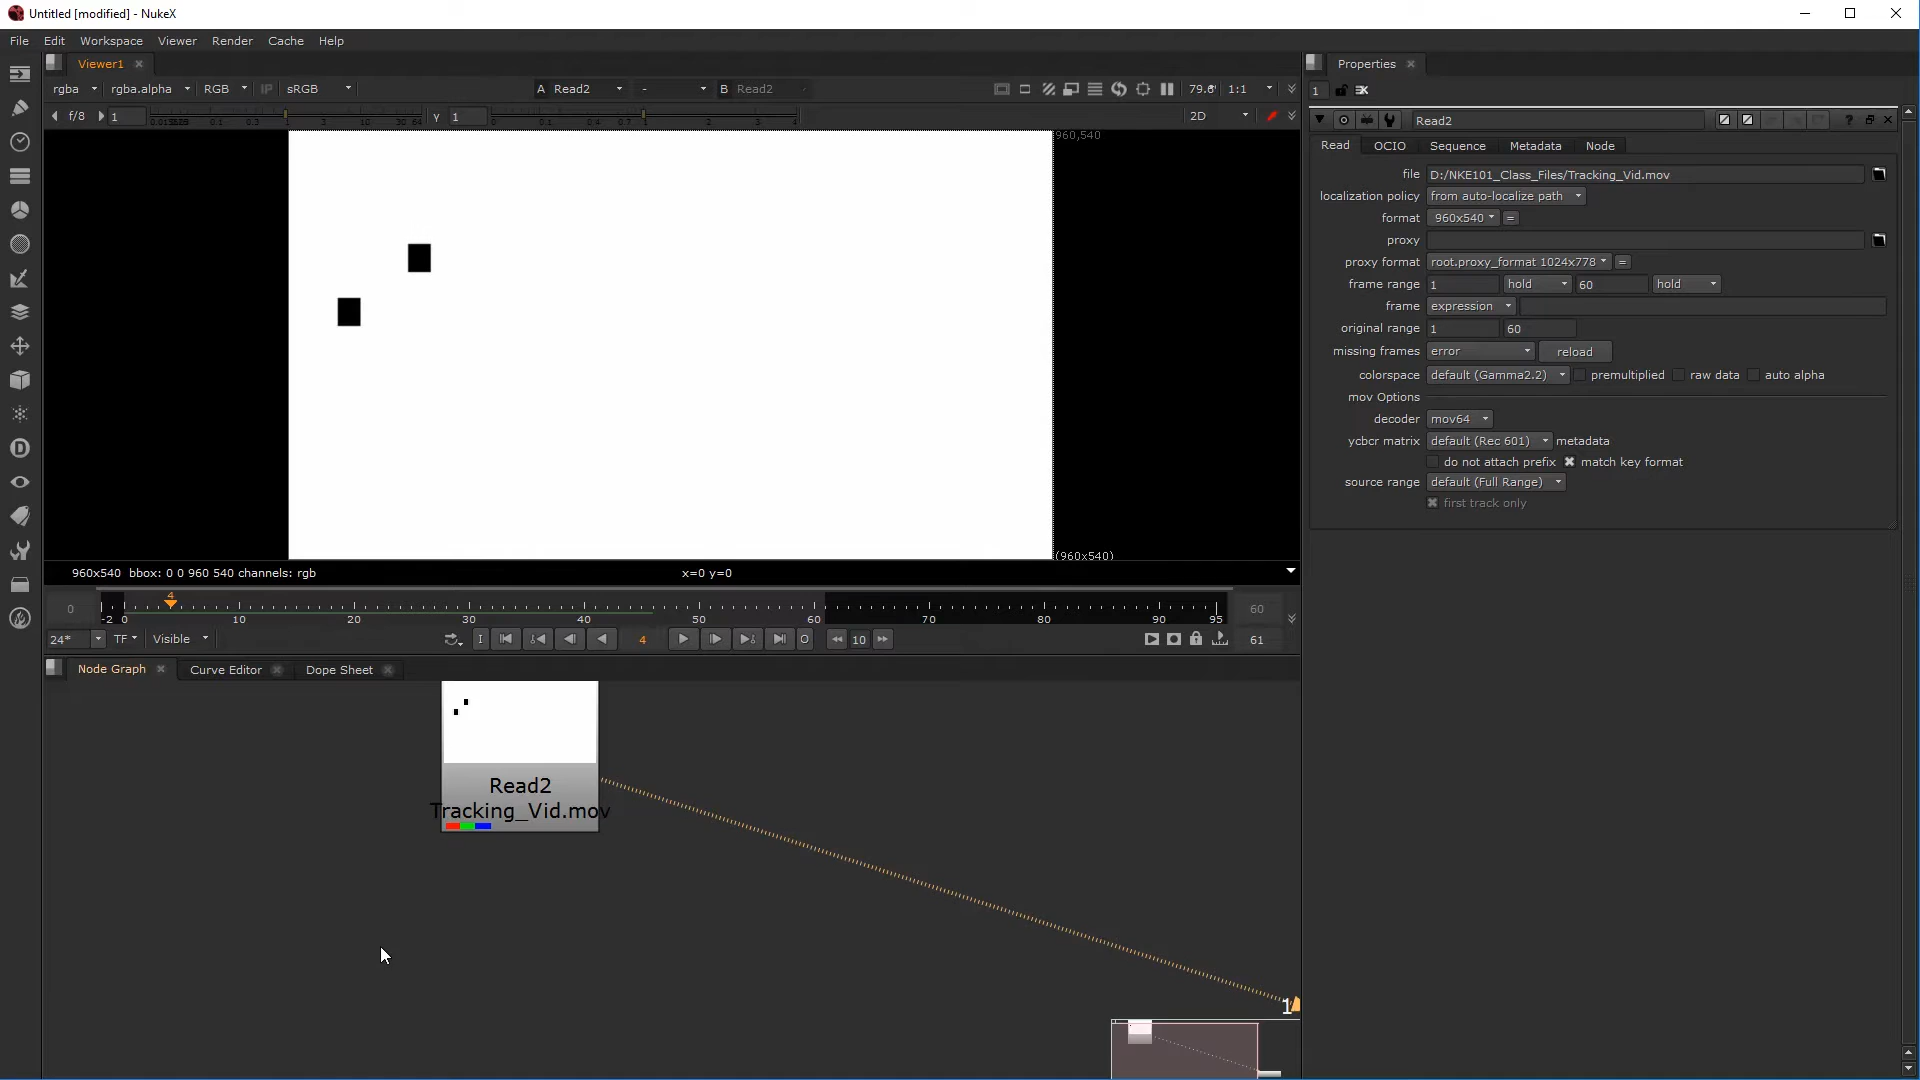 Untitled [modified] - NukeX
File Edit Workspace Viewer Render Cache Help
Viewer1
rgba rgba.alpha RGB IP sRGB A Read2 - B Read2 1:1
f/8 1 Y 1 2D
960,540
(960x540)
960x540 bbox: 0 0 960 540 channels: rgb x=0 y=0
4
0 -2 0 10 20 30 40 50 60 70 80 90 95 60
24* TF Visible I 4 O 10 61
Node Graph Curve Editor Dope Sheet
Read2
Tracking_Vid.mov
1
Properties
1
Read2 ?
Read OCIO Sequence Metadata Node
file D:/NKE101_Class_Files/Tracking_Vid.mov
localization policy from auto-localize path
format 960x540 =
proxy
proxy format root.proxy_format 1024x778 =
frame range 1 hold 60 hold
frame expression
original range 1 60
missing frames error reload
colorspace default (Gamma2.2) premultiplied raw data auto alpha
mov Options
decoder mov64
ycbcr matrix default (Rec 601) metadata
do not attach prefix match key format
source range default (Full Range)
first track only